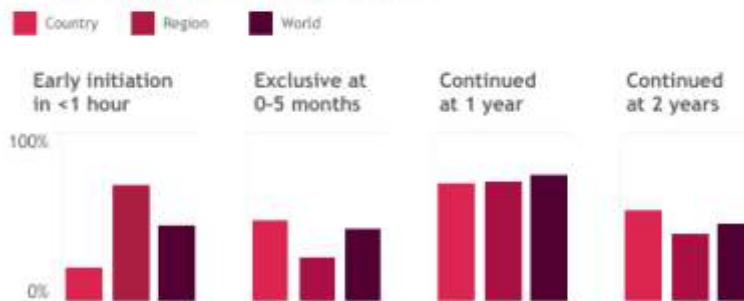 Country Region World
Early initiation
in <1 hour
Exclusive at
0-5 months
Continued
at 1 year
Continued
at 2 years
100%
0%